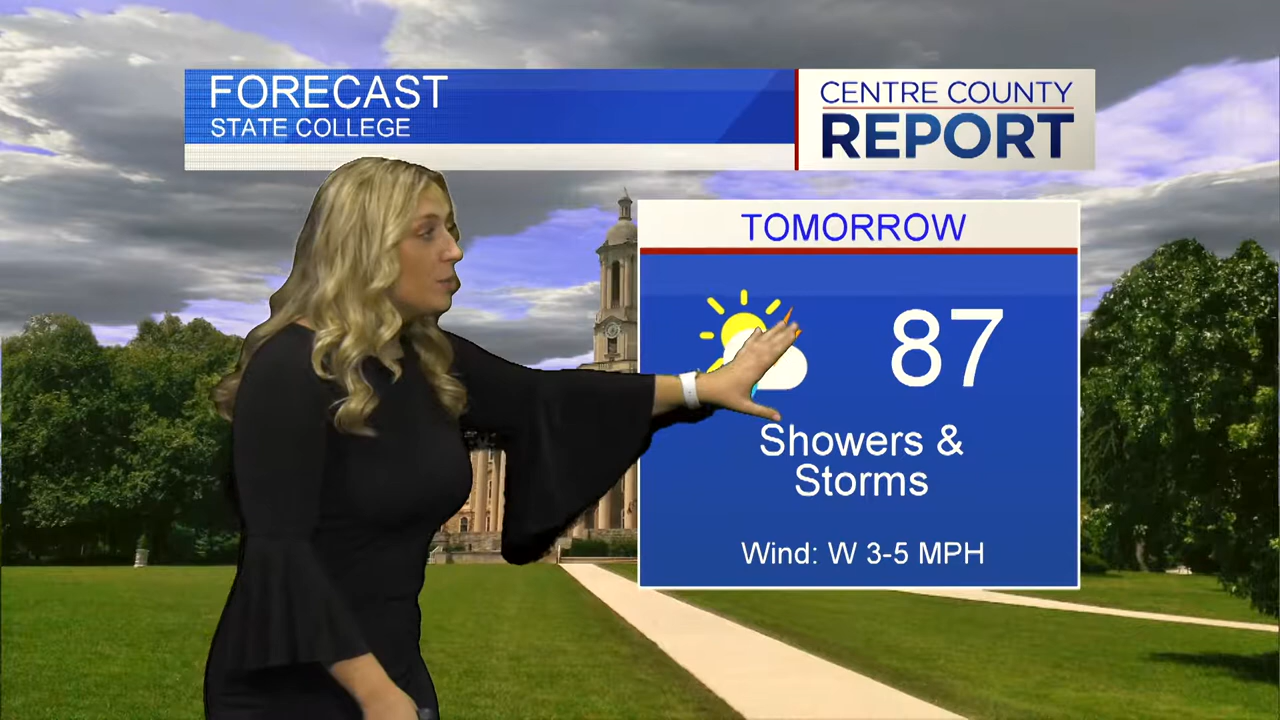 FORECAST
STATE COLLEGE
CENTRE COUNTY
REPORT
TOMORROW
87
Showers &
Storms
Wind: W 3-5 MPH